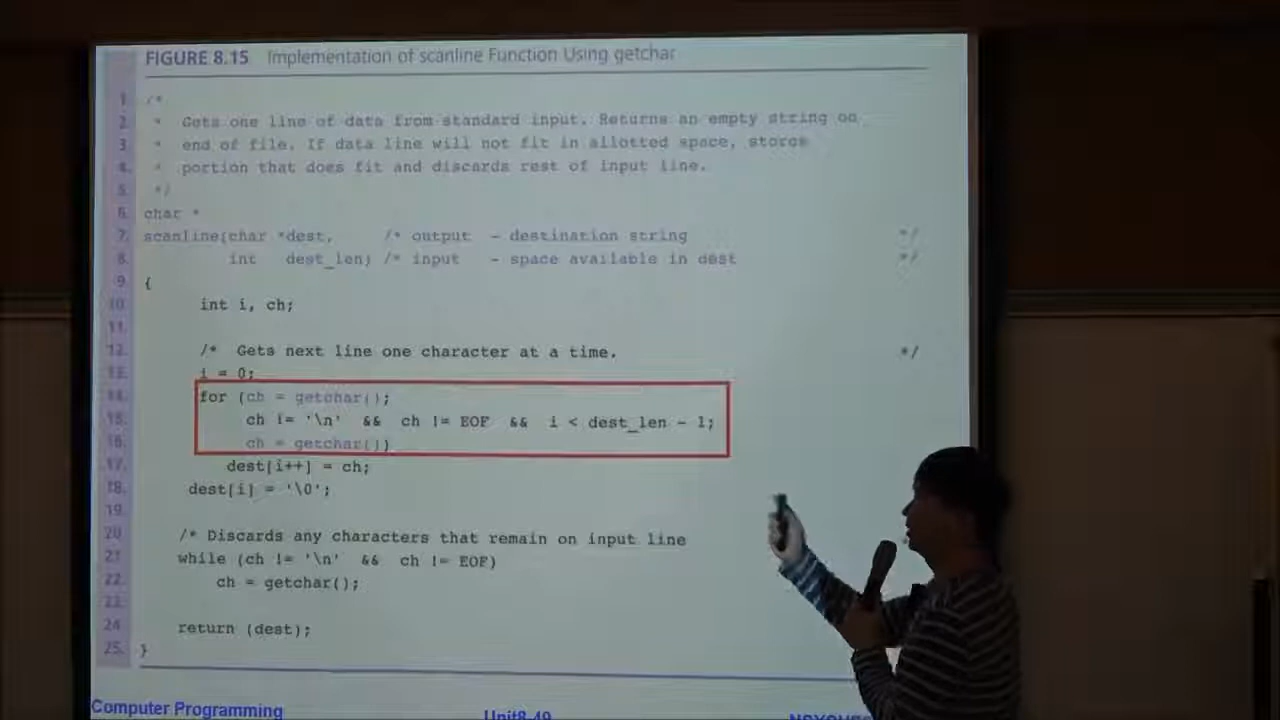 FIGURE 8.15 Implementation of scanline Function Using getchar
1. /*
2. * Gets one line of data from standard input. Returns an empty string on
3. * end of file. If data line will not fit in allotted space, stores
4. * portion that does fit and discards rest of input line.
5. */
6. char *
7. scanline(char *dest, /* output - destination string */
8. int dest_len) /* input - space available in dest */
9. {
10. int i, ch;
11.
12. /* Gets next line one character at a time. */
13. i = 0;
14. for (ch = getchar();
15. ch != '\n' && ch != EOF && i < dest_len - 1;
16. ch = getchar())
17. dest[i++] = ch;
18. dest[i] = '\0';
19.
20. /* Discards any characters that remain on input line
21. while (ch != '\n' && ch != EOF)
22. ch = getchar();
23.
24. return (dest);
25. }
Computer Programming Unit8-49